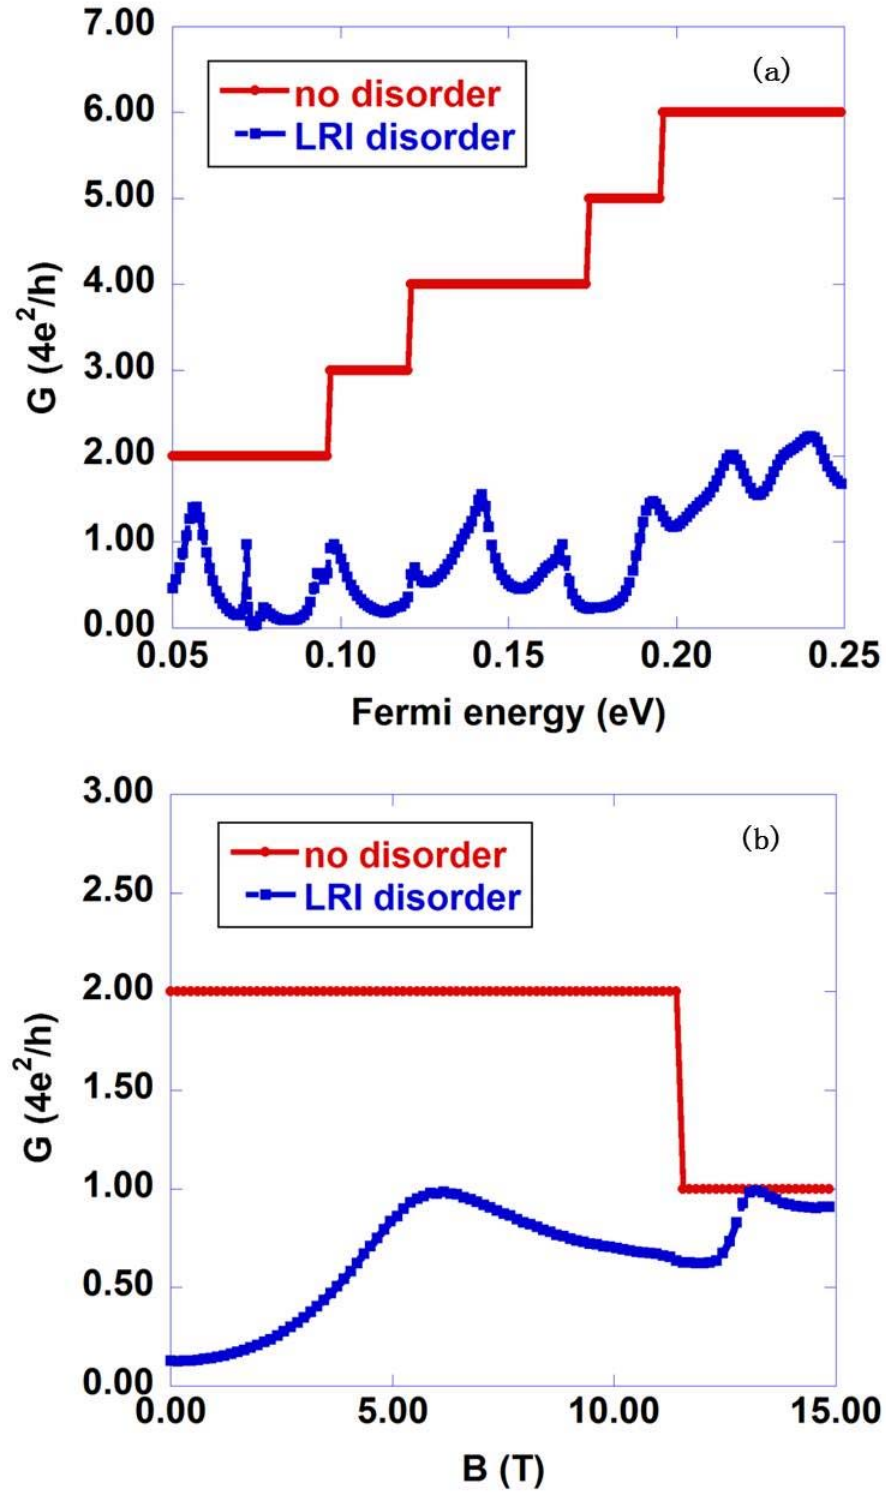 7.00
(a)
no disorder
LRI disorder
6.00
5.00
4.00
3.00
2.00
1.00
0.00
G (4e²/h)
0.05 0.10 0.15 0.20 0.25
Fermi energy (eV)
3.00
(b)
no disorder
LRI disorder
2.50
2.00
1.50
1.00
0.50
0.00
G (4e²/h)
0.00 5.00 10.00 15.00
B (T)